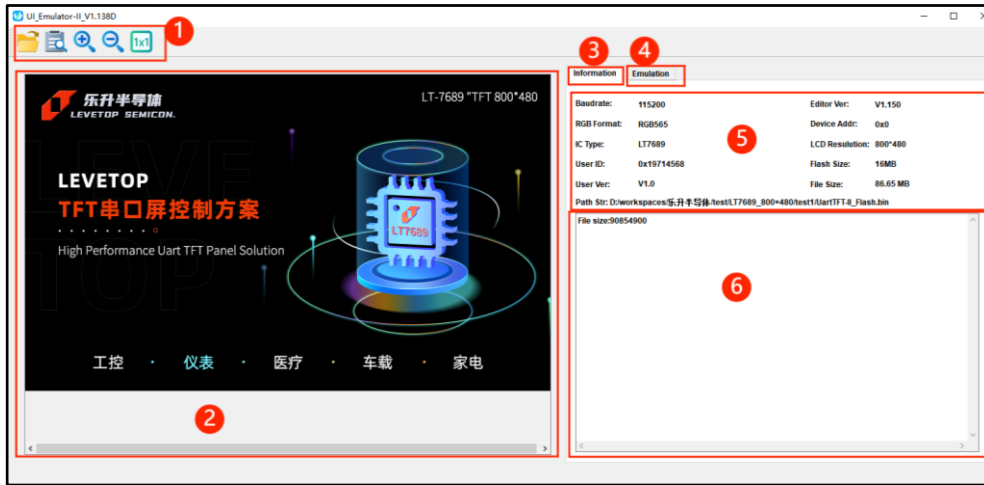 UI_Emulator-II_V1.138D
1
1x1
3
4
Information
Emulation
乐升半导体
LEVETOP SEMICON.
LT-7689 "TFT 800*480
LEVETOP
TFT串口屏控制方案
High Performance Uart TFT Panel Solution
LT7689
工控 · 仪表 · 医疗 · 车载 · 家电
2
Baudrate: 115200 Editor Ver: V1.150
RGB Format: RGB565 Device Addr: 0x0
5
IC Type: LT7689 LCD Resulution: 800*480
User ID: 0x19714568 Flash Size: 16MB
User Ver: V1.0 File Size: 86.65 MB
Path Str: D:/workspaces/乐升半导体/test/LT7689_800×480/test1/UartTFT-II_Flash.bin
File size:90854900
6